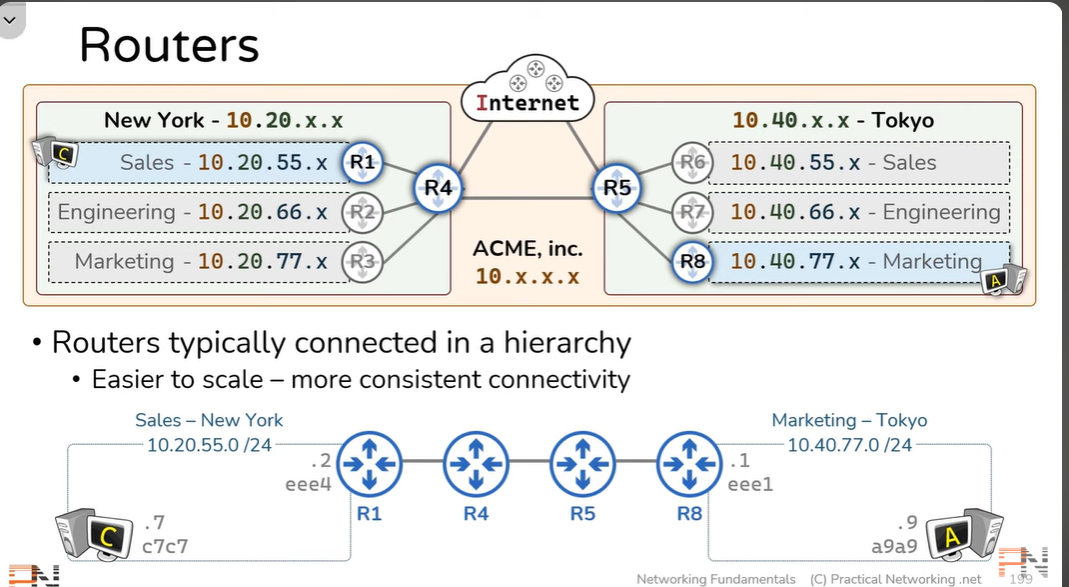 Routers
Internet
New York - 10.20.x.x
10.40.x.x - Tokyo
C
Sales - 10.20.55.x
R1
R4
R5
R6
10.40.55.x - Sales
Engineering - 10.20.66.x
R2
R7
10.40.66.x - Engineering
Marketing - 10.20.77.x
R3
ACME, inc.
10.x.x.x
R8
10.40.77.x - Marketing
A
• Routers typically connected in a hierarchy
• Easier to scale – more consistent connectivity
Sales – New York
10.20.55.0 /24
Marketing – Tokyo
10.40.77.0 /24
.2
eee4
.1
eee1
R1
R4
R5
R8
C
.7
c7c7
.9
a9a9
A
PN
PN
Networking Fundamentals (C) Practical Networking .net 199